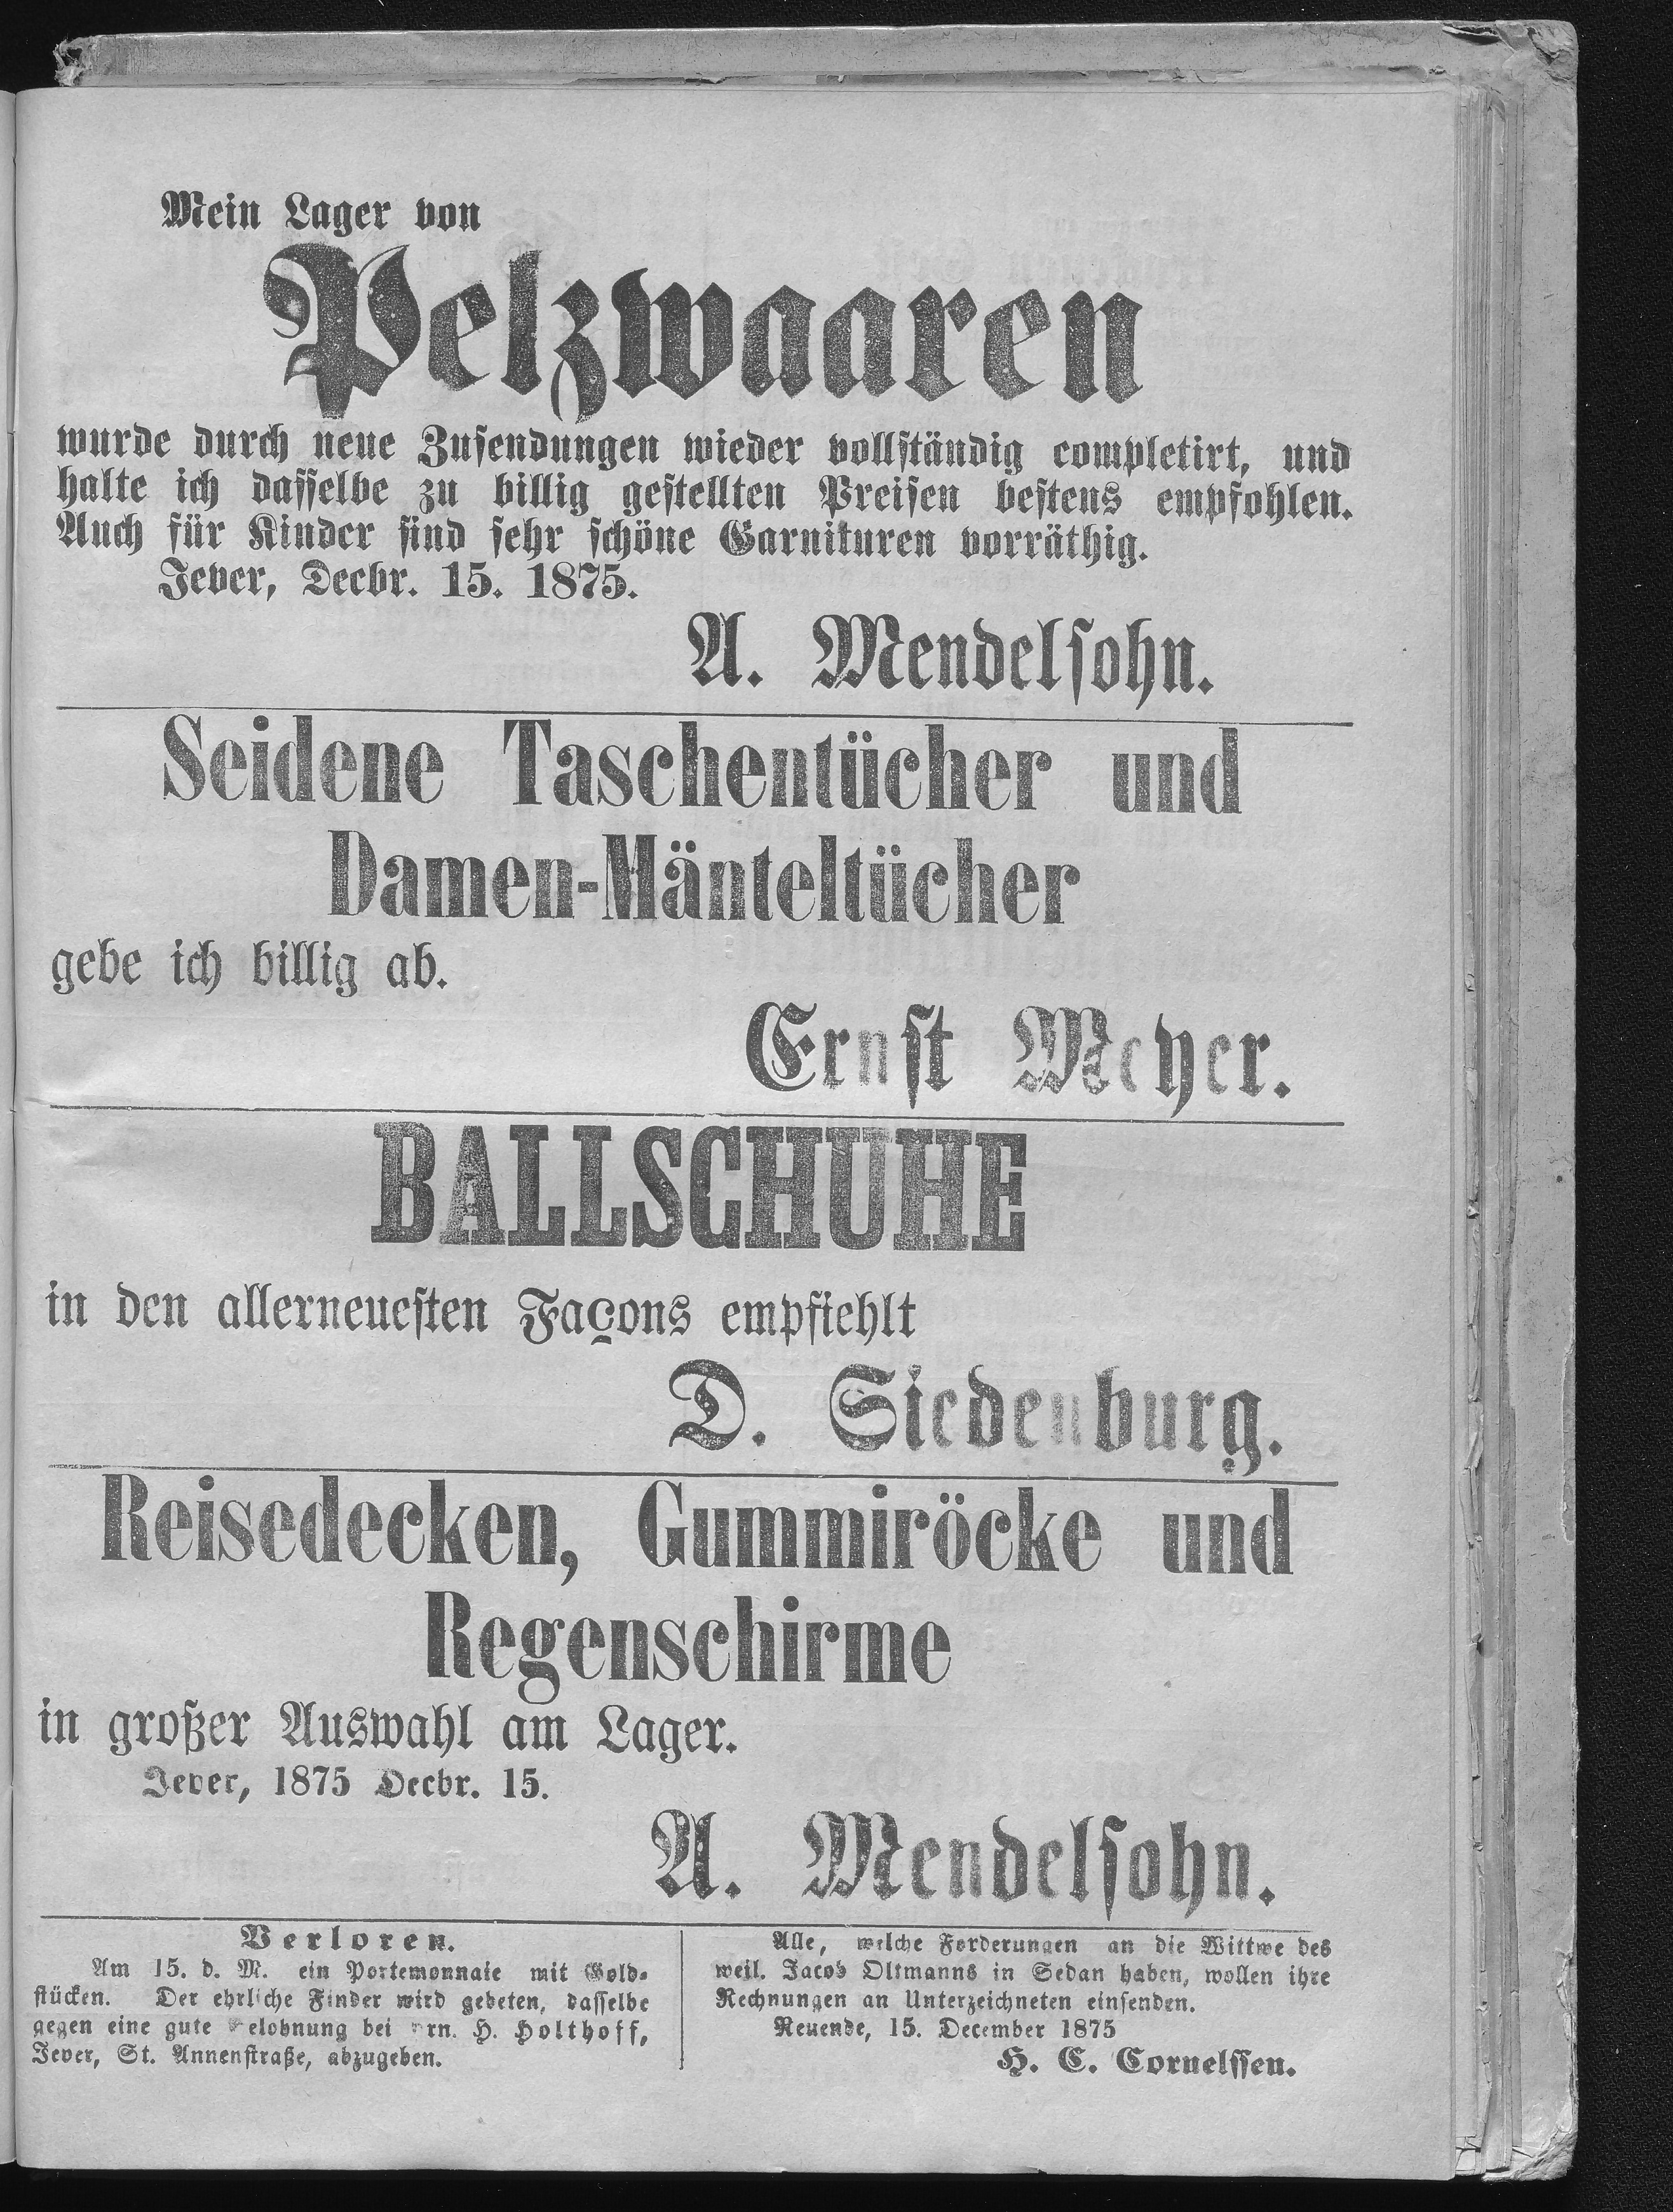 Mein Lager von
Pelzwaaren
wurde durch neue Zusendungen wieder vollständig completirt, und
halte ich dasselbe zu billig gestellten Preisen bestens empfohlen.
Auch für Kinder sind sehr schöne Garnituren vorräthig.
Jever, Decbr. 15. 1875.
A. Mendelsohn.
Seidene Taschentücher und
Damen-Mänteltücher
gebe ich billig ab.
Ernst Meyer.
BALLSCHUHE
in den allerneuesten Façons empfiehlt
D. Siedenburg.
Reisedecken, Gummiröcke und
Regenschirme
in großer Auswahl am Lager.
Jever, 1875 Decbr. 15.
A. Mendelsohn.
Verloren.
Am 15. d. M. ein Portemonnaie mit Gold-
stücken. Der ehrliche Finder wird gebeten, dasselbe
gegen eine gute Belohnung bei Hrn. H. Holthoff,
Jever, St. Annenstraße, abzugeben.
Alle, welche Forderungen an die Wittwe des
weil. Jacob Oltmanns in Sedan haben, wollen ihre
Rechnungen an Unterzeichneten einsenden.
Neuende, 15. December 1875
H. C. Cornelssen.